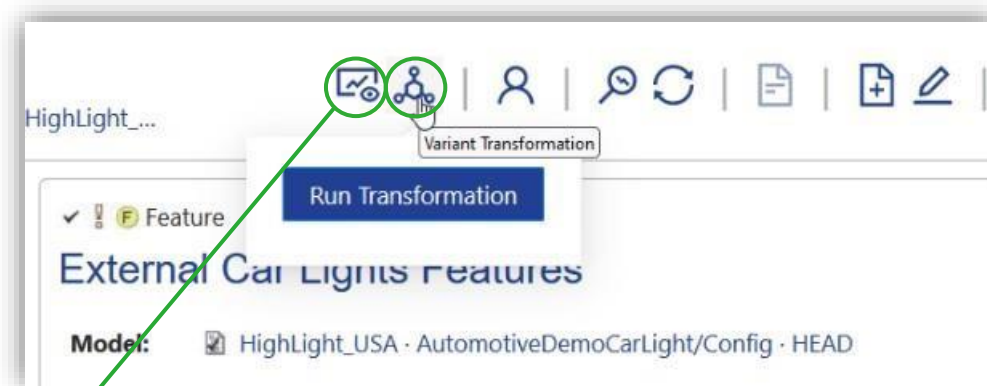 HighLight_...
Variant Transformation
Run Transformation
F Feature
External Car Lights Features
Model: HighLight_USA · AutomotiveDemoCarLight/Config · HEAD